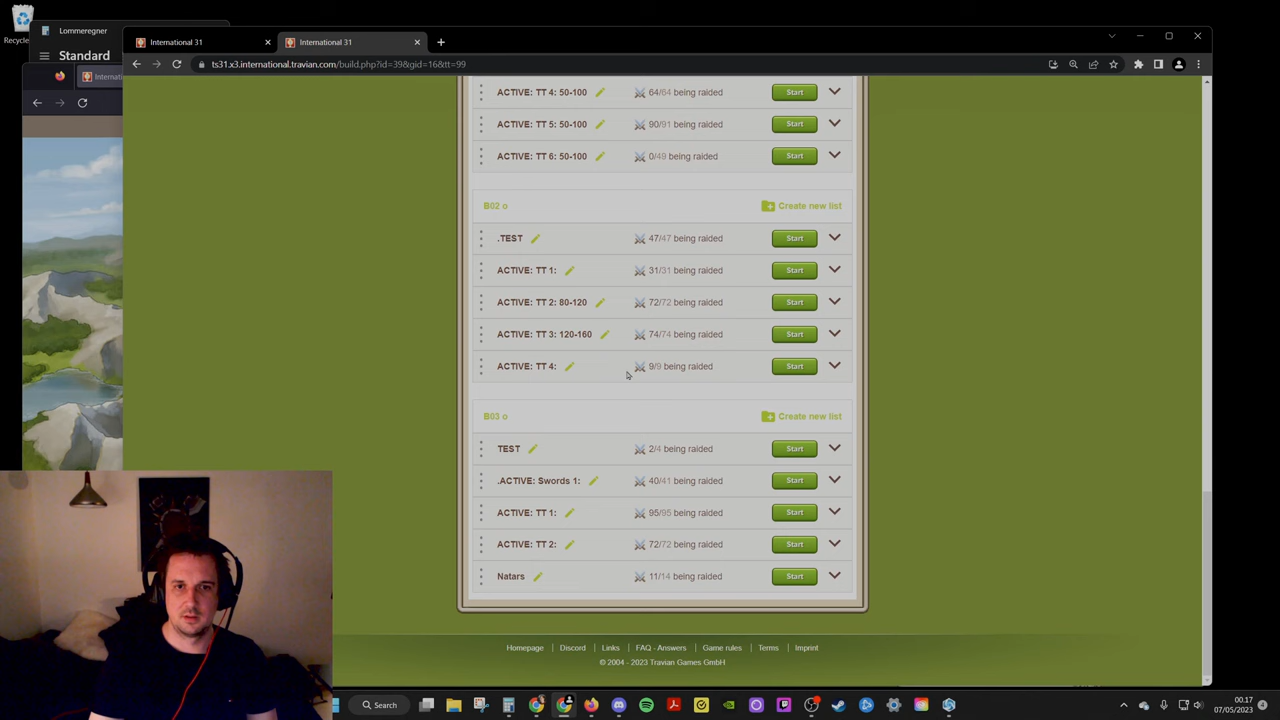 Recycle
Lommeregner
Standard
Internati
International 31
International 31
ts31.x3.international.travian.com/build.php?id=39&gid=16&tt=99
ACTIVE: TT 4: 50-100 64/64 being raided Start
ACTIVE: TT 5: 50-100 90/91 being raided Start
ACTIVE: TT 6: 50-100 0/49 being raided Start
B02 o Create new list
.TEST 47/47 being raided Start
ACTIVE: TT 1: 31/31 being raided Start
ACTIVE: TT 2: 80-120 72/72 being raided Start
ACTIVE: TT 3: 120-160 74/74 being raided Start
ACTIVE: TT 4: 9/9 being raided Start
B03 o Create new list
TEST 2/4 being raided Start
.ACTIVE: Swords 1: 40/41 being raided Start
ACTIVE: TT 1: 95/95 being raided Start
ACTIVE: TT 2: 72/72 being raided Start
Natars 11/14 being raided Start
Homepage | Discord | Links | FAQ - Answers | Game rules | Terms | Imprint
© 2004 - 2023 Travian Games GmbH
Search
00.17
07/05/2023